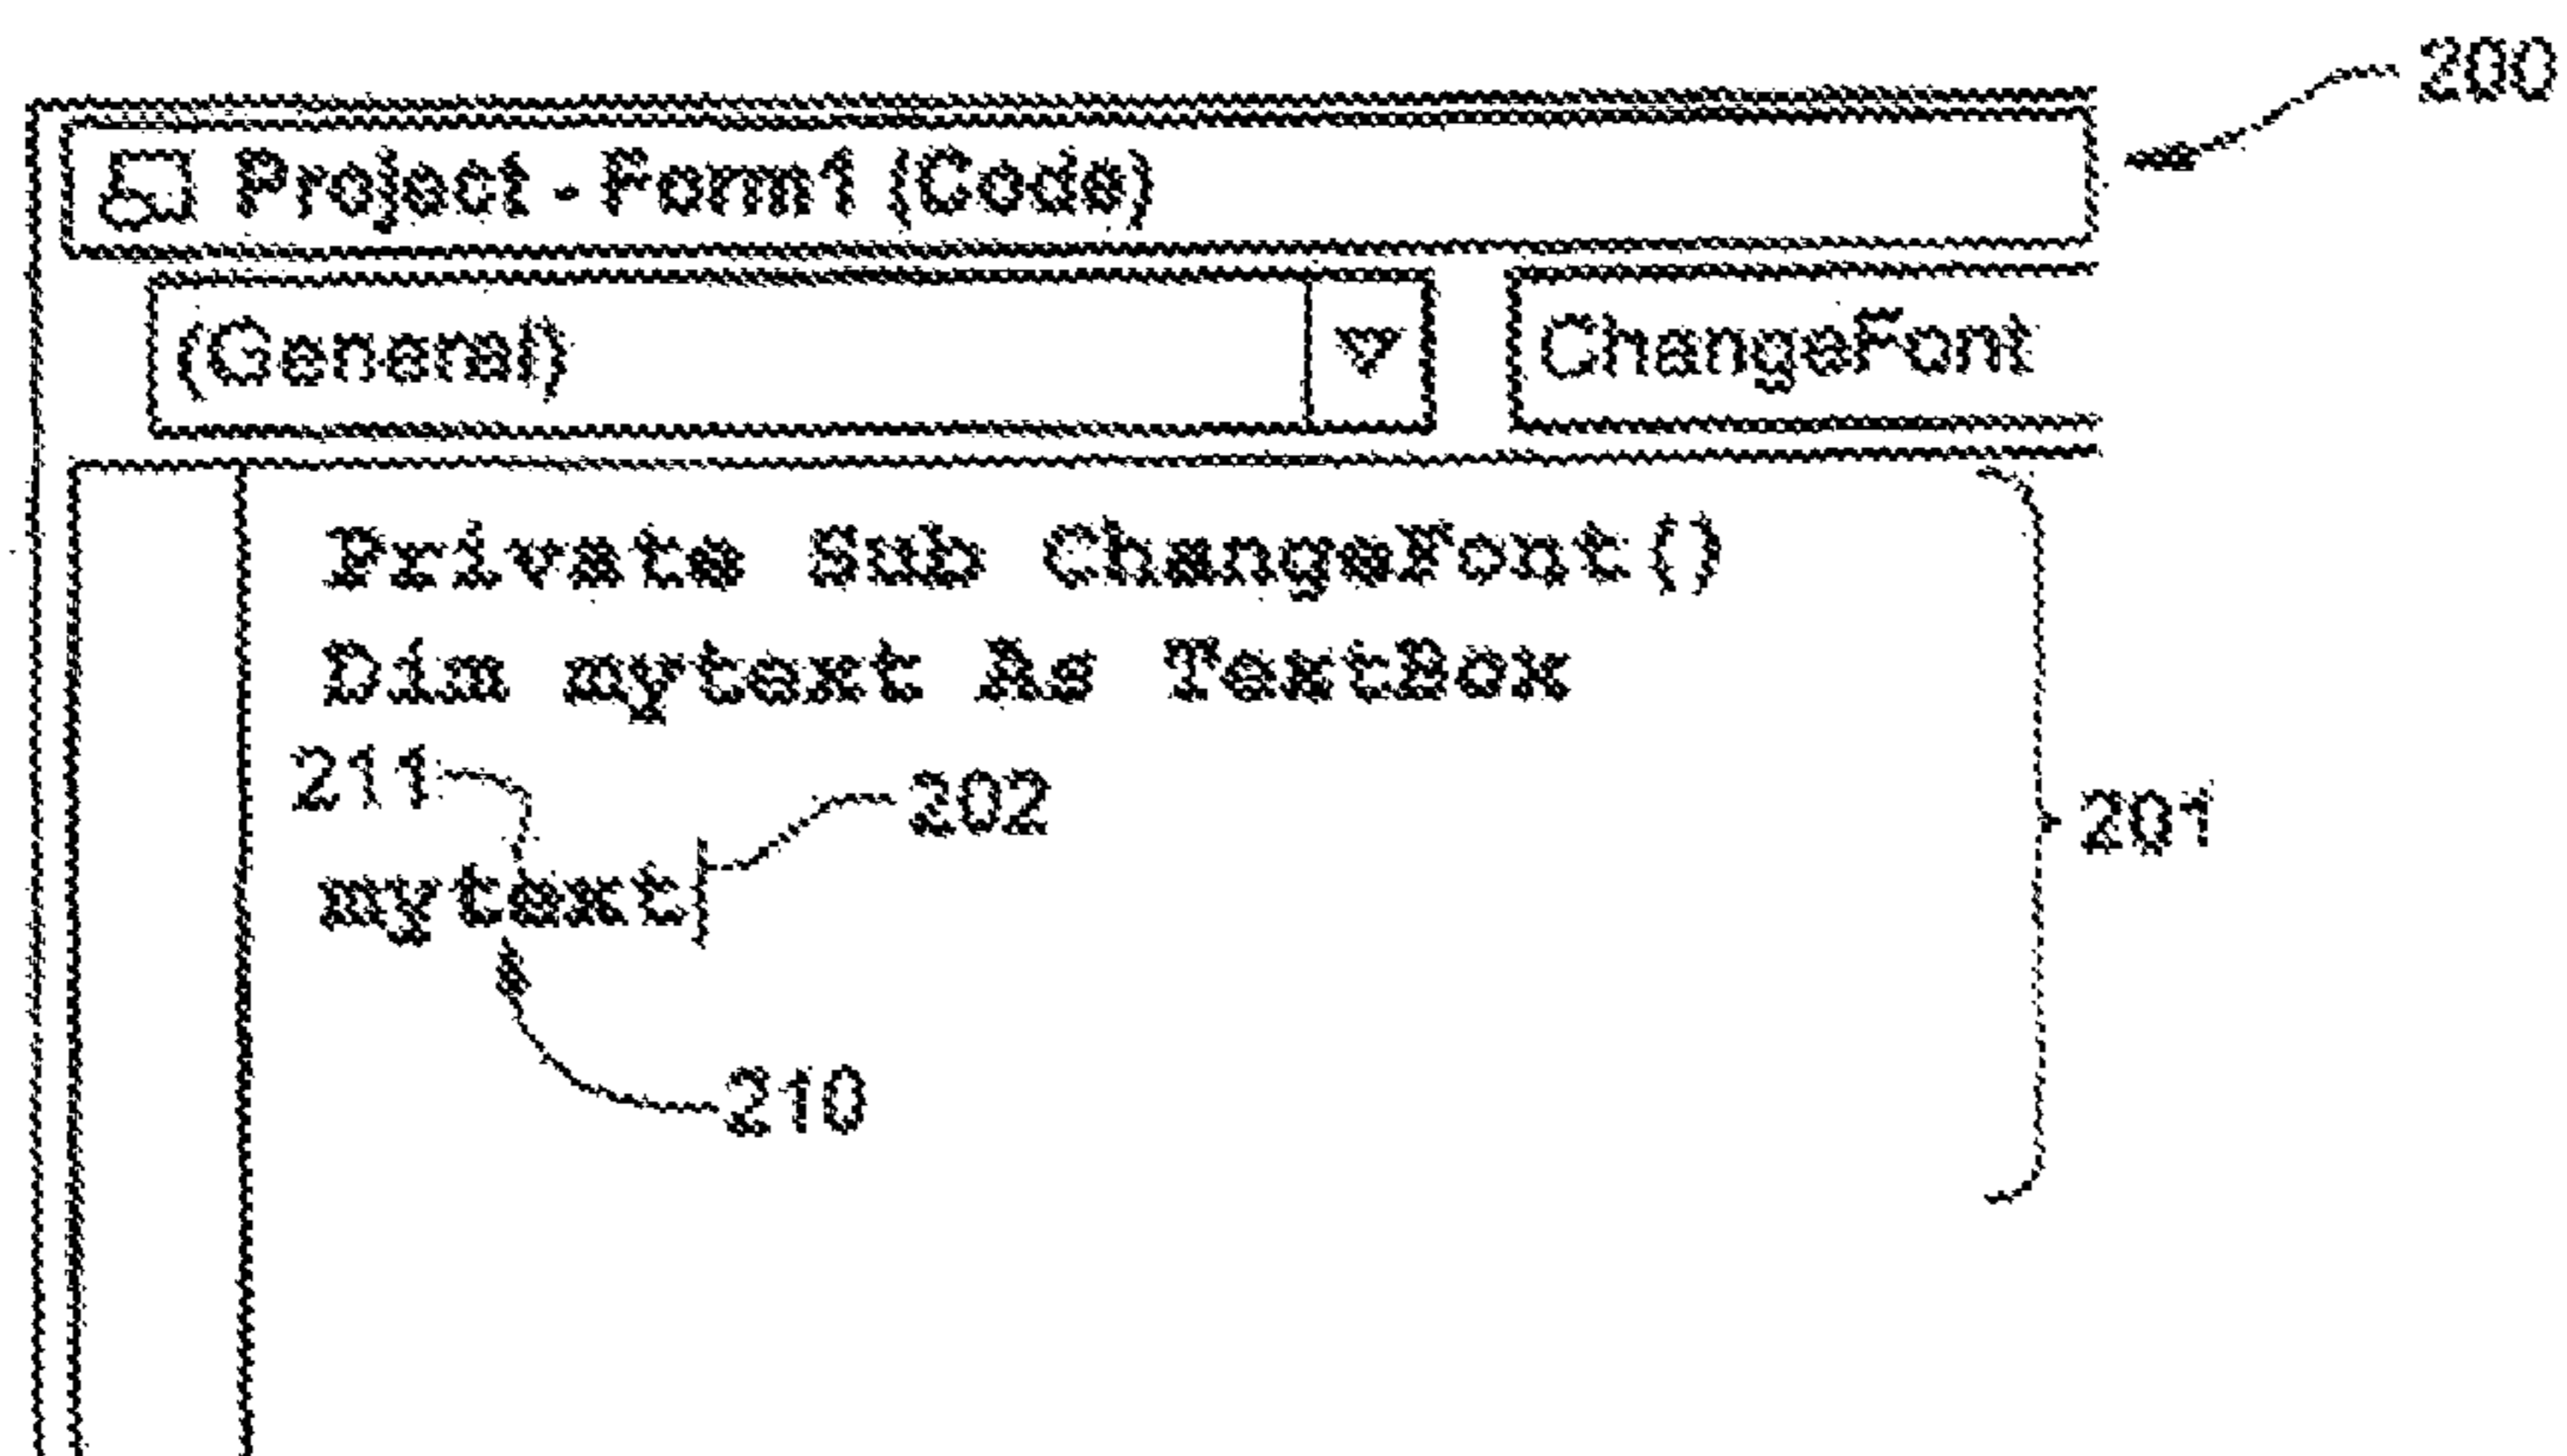 200
Project - Form1 (Code)
(General) ChangeFont
Private Sub ChangeFont()
Dim mytext As TextBox
211 202
201
mytext
210